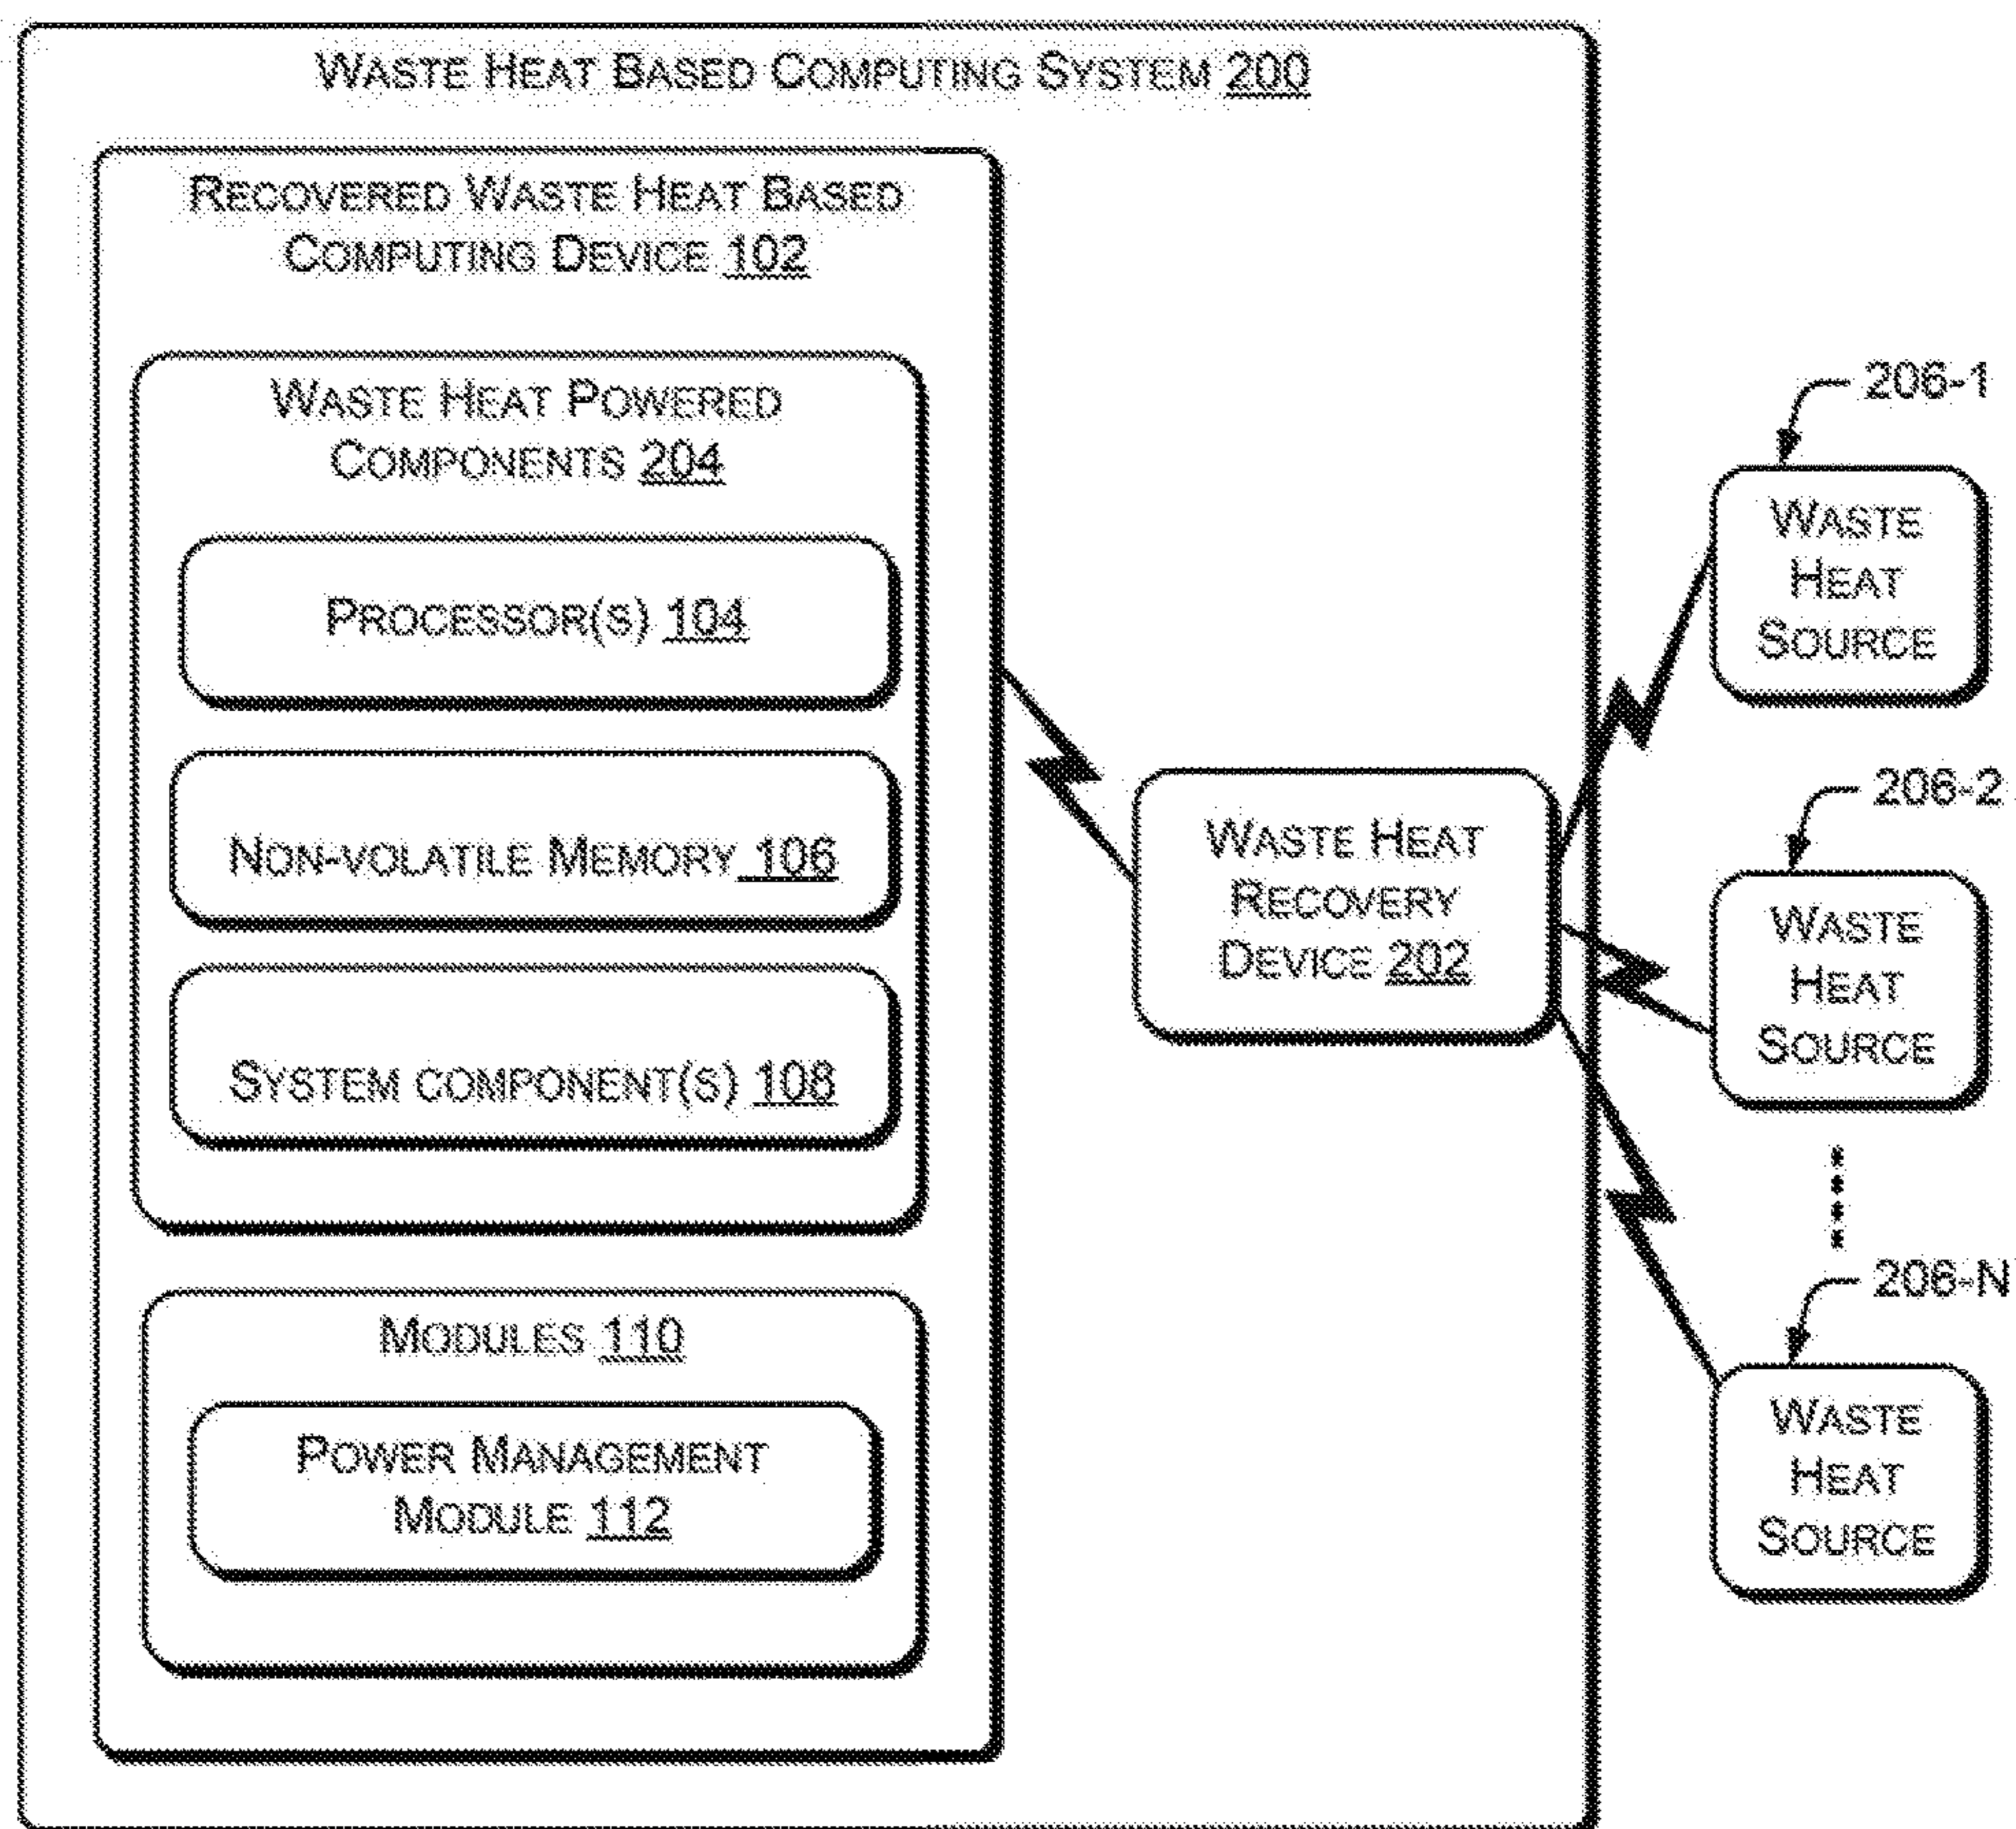 WASTE HEAT BASED COMPUTING SYSTEM 200
RECOVERED WASTE HEAT BASED
COMPUTING DEVICE 102
WASTE HEAT POWERED
COMPONENTS 204
PROCESSOR(S) 104
NON-VOLATILE MEMORY 106
SYSTEM COMPONENT(S) 108
MODULES 110
POWER MANAGEMENT
MODULE 112
WASTE HEAT
RECOVERY
DEVICE 202
206-1
WASTE
HEAT
SOURCE
206-2
WASTE
HEAT
SOURCE
206-N
WASTE
HEAT
SOURCE